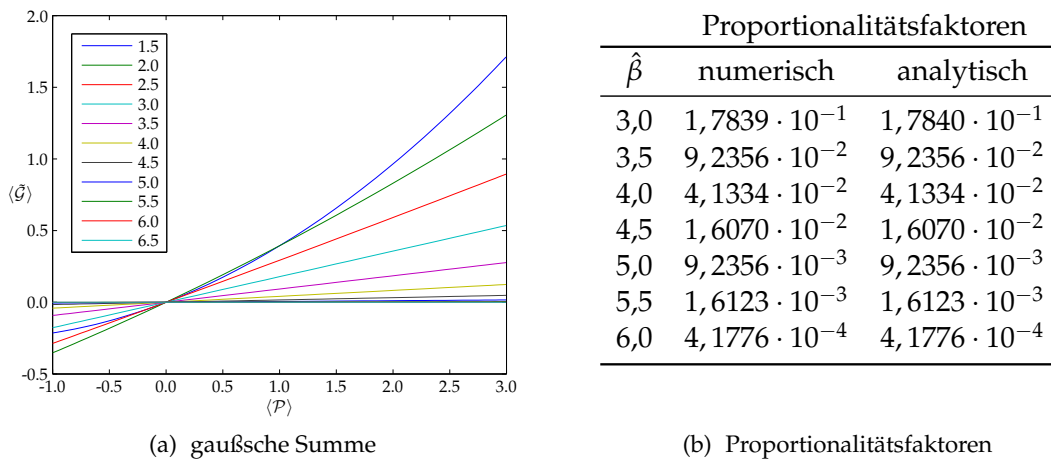 2.0
1.5
1.0
0.5
0.0
-0.5
⟨𝒢̃⟩
1.5
2.0
2.5
3.0
3.5
4.0
4.5
5.0
5.5
6.0
6.5
-1.0 -0.5 0.0 0.5 1.0 1.5 2.0 2.5 3.0
⟨𝒫⟩
(a) gaußsche Summe
Proportionalitätsfaktoren
β̂ numerisch analytisch
3,0 1,7839 · 10⁻¹ 1,7840 · 10⁻¹
3,5 9,2356 · 10⁻² 9,2356 · 10⁻²
4,0 4,1334 · 10⁻² 4,1334 · 10⁻²
4,5 1,6070 · 10⁻² 1,6070 · 10⁻²
5,0 9,2356 · 10⁻³ 9,2356 · 10⁻³
5,5 1,6123 · 10⁻³ 1,6123 · 10⁻³
6,0 4,1776 · 10⁻⁴ 4,1776 · 10⁻⁴
(b) Proportionalitätsfaktoren